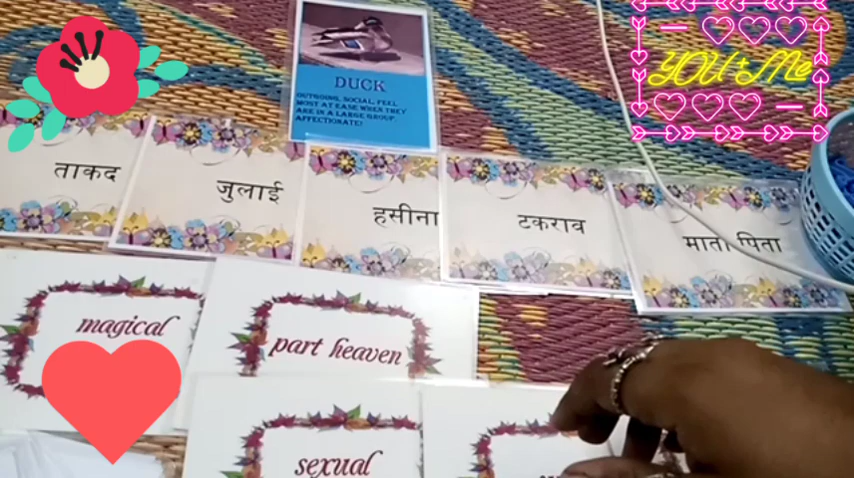 YOU + Me
DUCK
OUTGOING, SOCIAL, FEEL
MOST AT EASE WHEN THEY
ARE IN A LARGE GROUP,
AFFECTIONATE!
ताकद
जुलाई
हसीना
टकराव
माता पिता
magical
part heaven
sexual